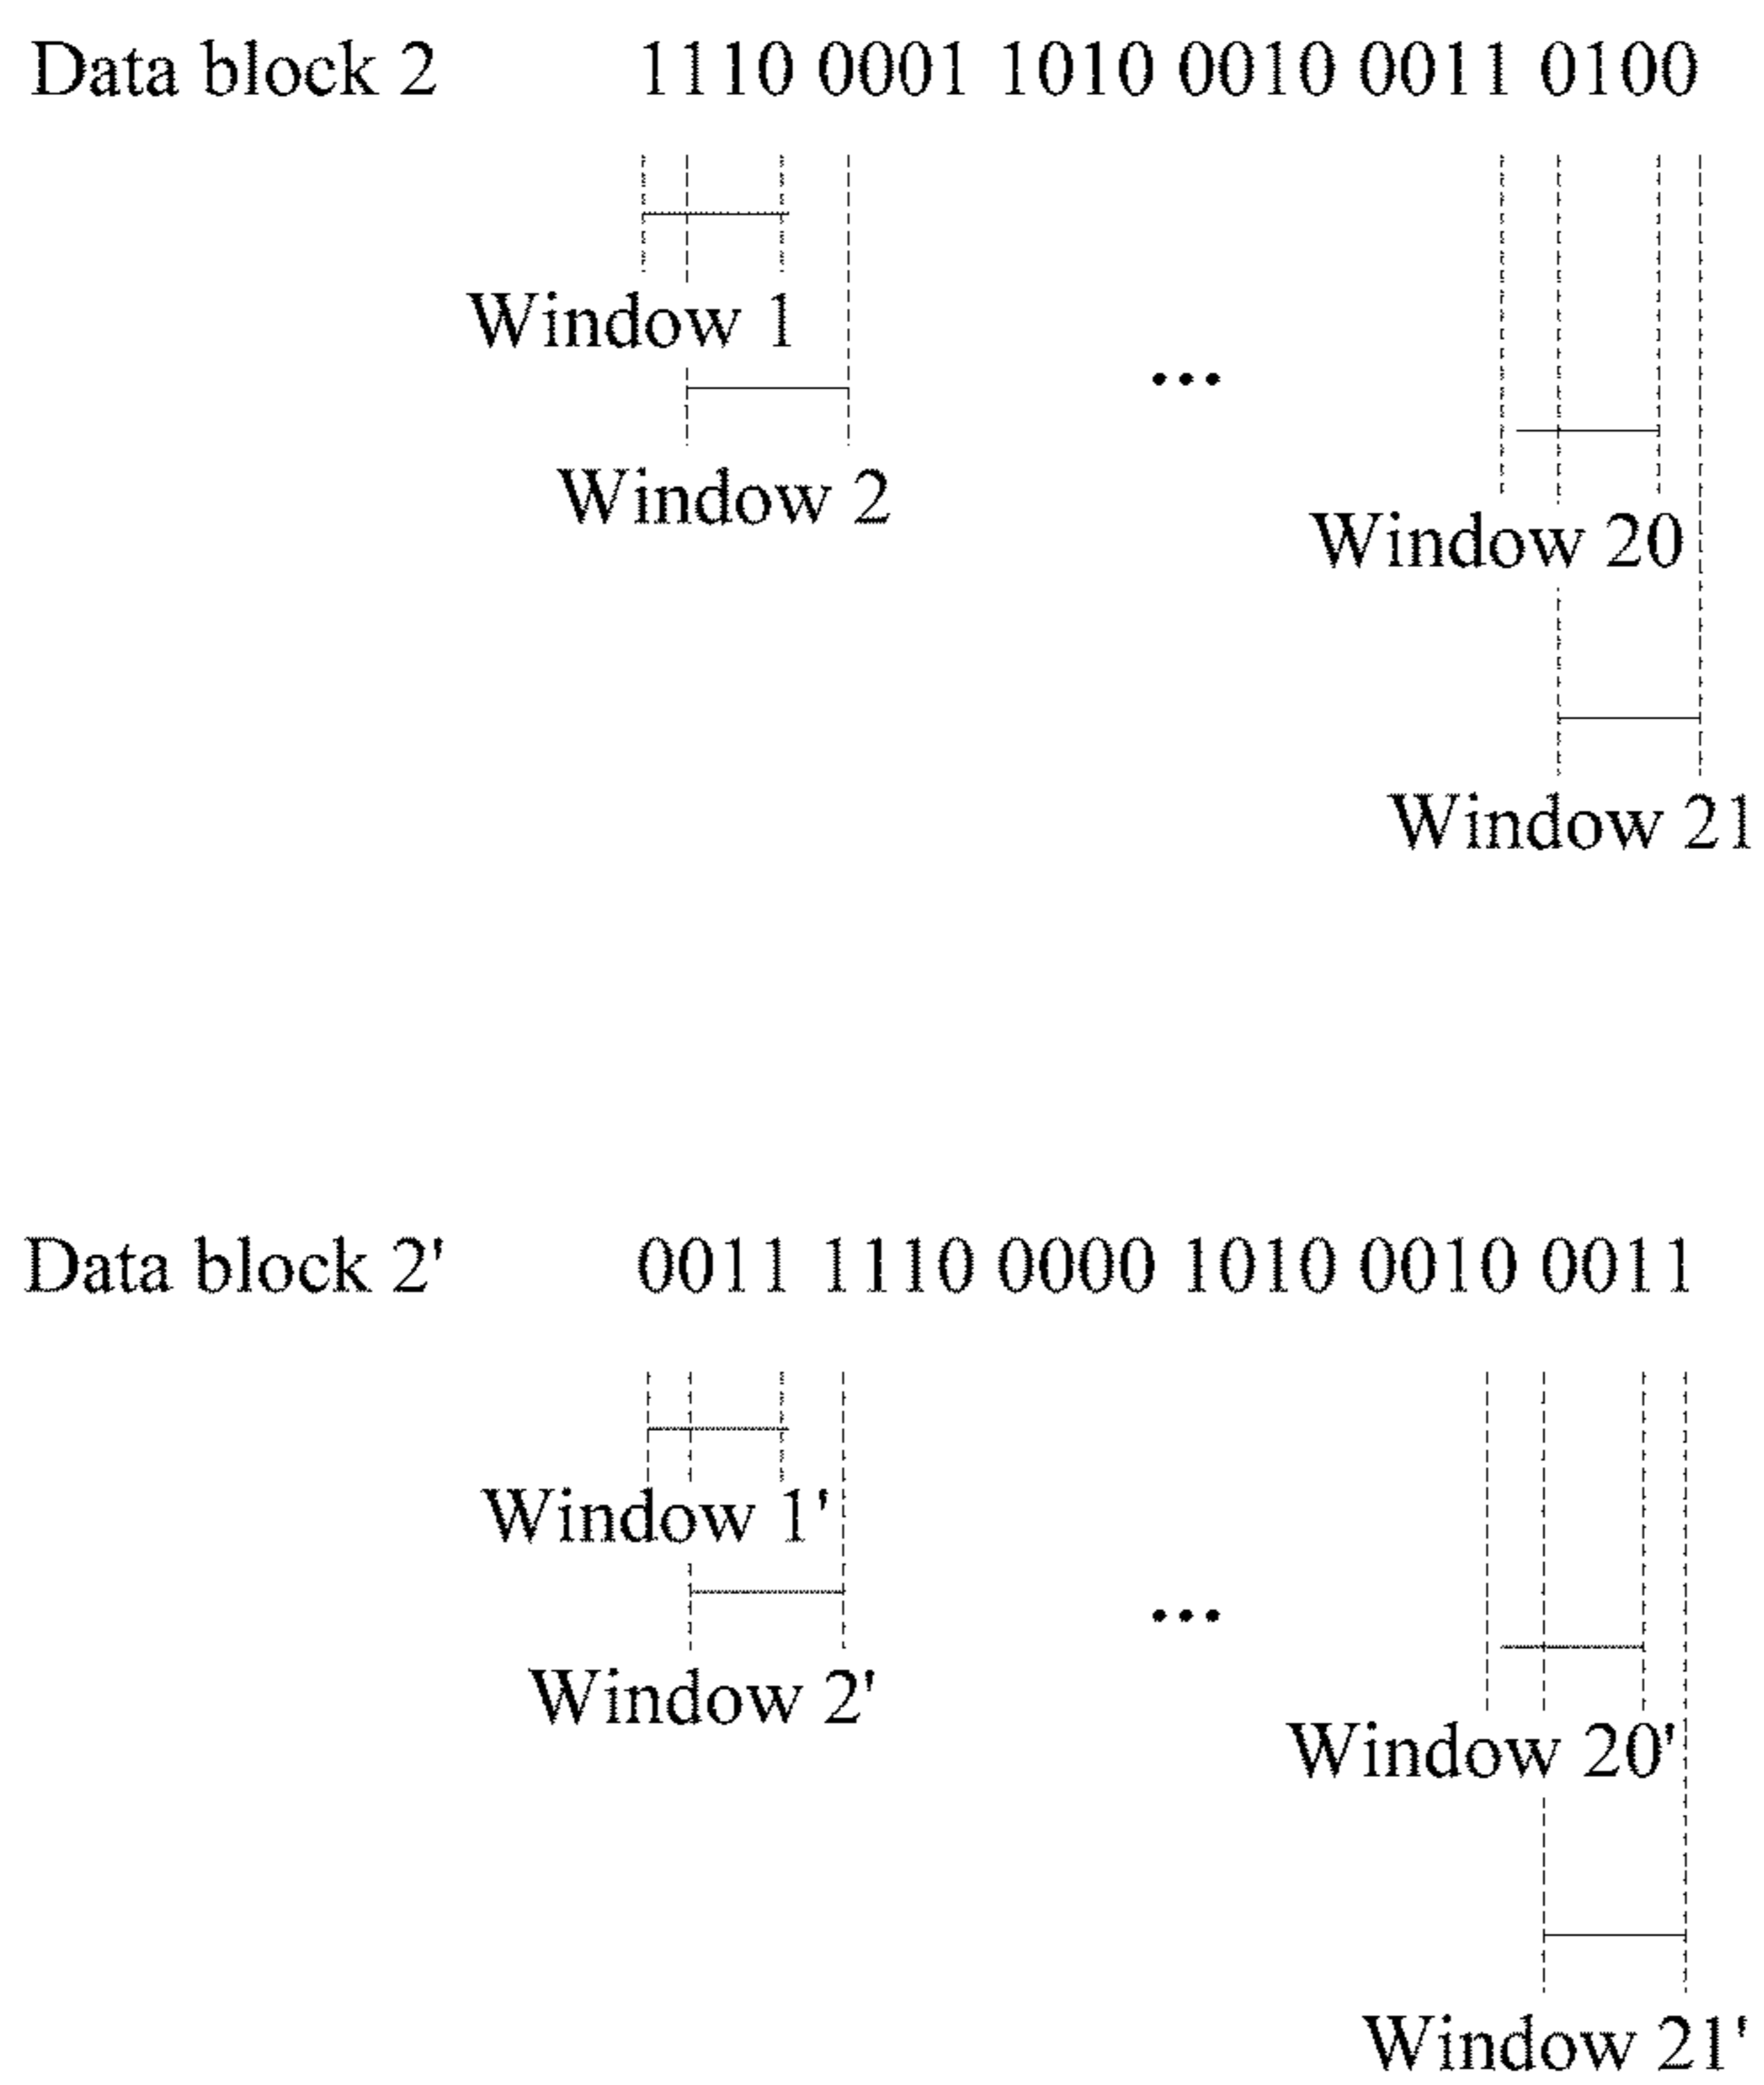 Data block 2 1110 0001 1010 0010 0011 0100
Window 1
...
Window 2
Window 20
Window 21
Data block 2' 0011 1110 0000 1010 0010 0011
Window 1'
...
Window 2'
Window 20'
Window 21'